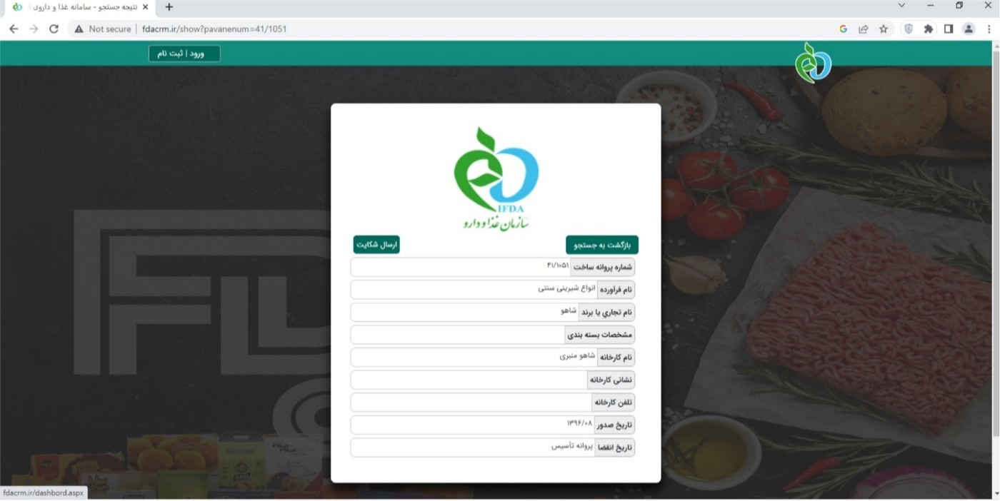 نتیجه جستجو - سامانه غذا و داروی
Not secure | fdacrm.ir/show?pavanenum=41/1051
ورود | ثبت نام
IFDA
سازمان غذا و دارو
بازگشت به جستجو
ارسال شکایت
شماره پروانه ساخت ۴۱/۱۰۵۱
نام فرآورده انواع شیرینی سنتی
نام تجاري یا برند شاهو
مشخصات بسته بندی
نام کارخانه شاهو منبری
نشانی کارخانه
تلفن کارخانه
تاریخ صدور ۱۳۹۶/۰۸
تاریخ انقضا پروانه تأسیس
fdacrm.ir/dashbord.aspx